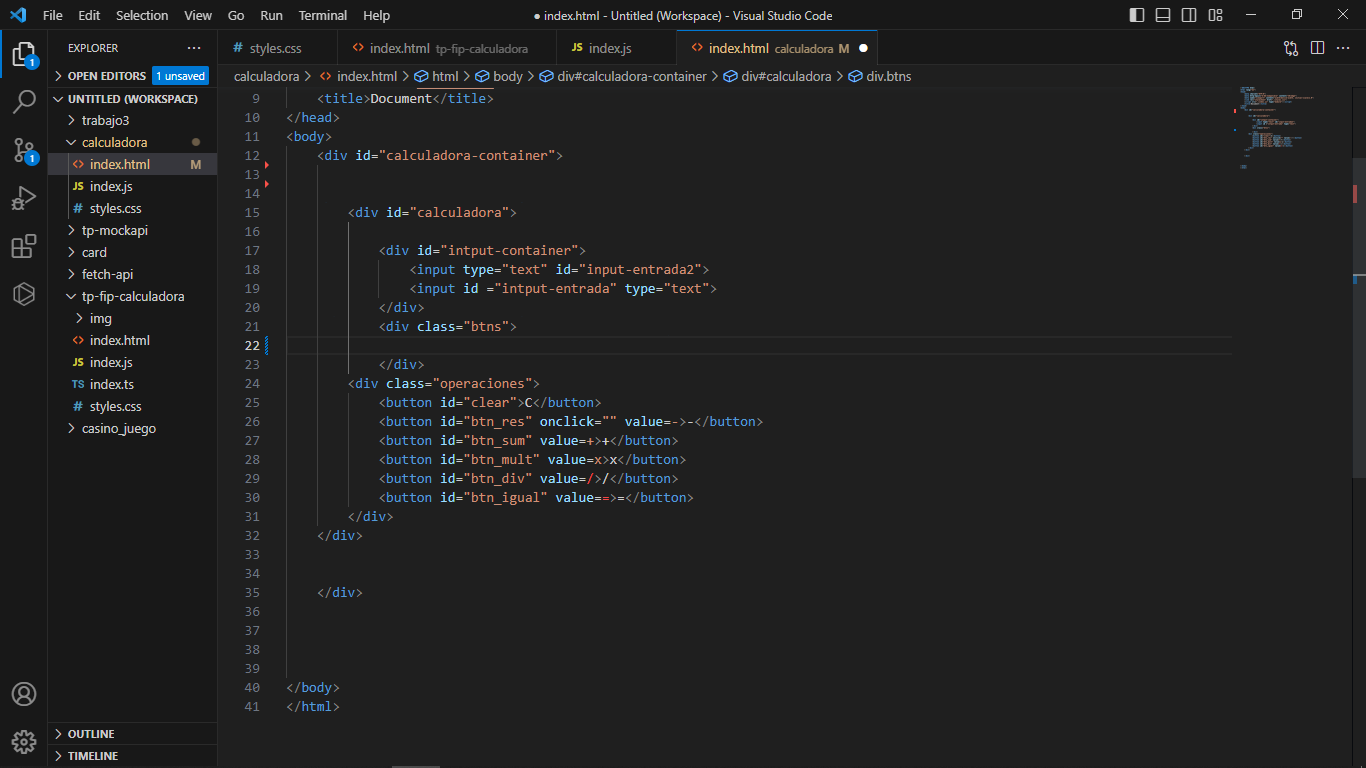 File Edit Selection View Go Run Terminal Help
● index.html - Untitled (Workspace) - Visual Studio Code
EXPLORER
OPEN EDITORS 1 unsaved
UNTITLED (WORKSPACE)
trabajo3
calculadora
index.html M
index.js
styles.css
tp-mockapi
card
fetch-api
tp-fip-calculadora
img
index.html
index.js
index.ts
styles.css
casino_juego
OUTLINE
TIMELINE
styles.css
index.html tp-fip-calculadora
index.js
index.html calculadora M
calculadora > index.html > html > body > div#calculadora-container > div#calculadora > div.btns
9 <title>Document</title>
10 </head>
11 <body>
12 <div id="calculadora-container">
13
14
15 <div id="calculadora">
16
17 <div id="intput-container">
18 <input type="text" id="input-entrada2">
19 <input id ="intput-entrada" type="text">
20 </div>
21 <div class="btns">
22
23 </div>
24 <div class="operaciones">
25 <button id="clear">C</button>
26 <button id="btn_res" onclick="" value=->-</button>
27 <button id="btn_sum" value=+>+</button>
28 <button id="btn_mult" value=x>x</button>
29 <button id="btn_div" value=/>/</button>
30 <button id="btn_igual" value==>=</button>
31 </div>
32 </div>
33
34
35 </div>
36
37
38
39
40 </body>
41 </html>